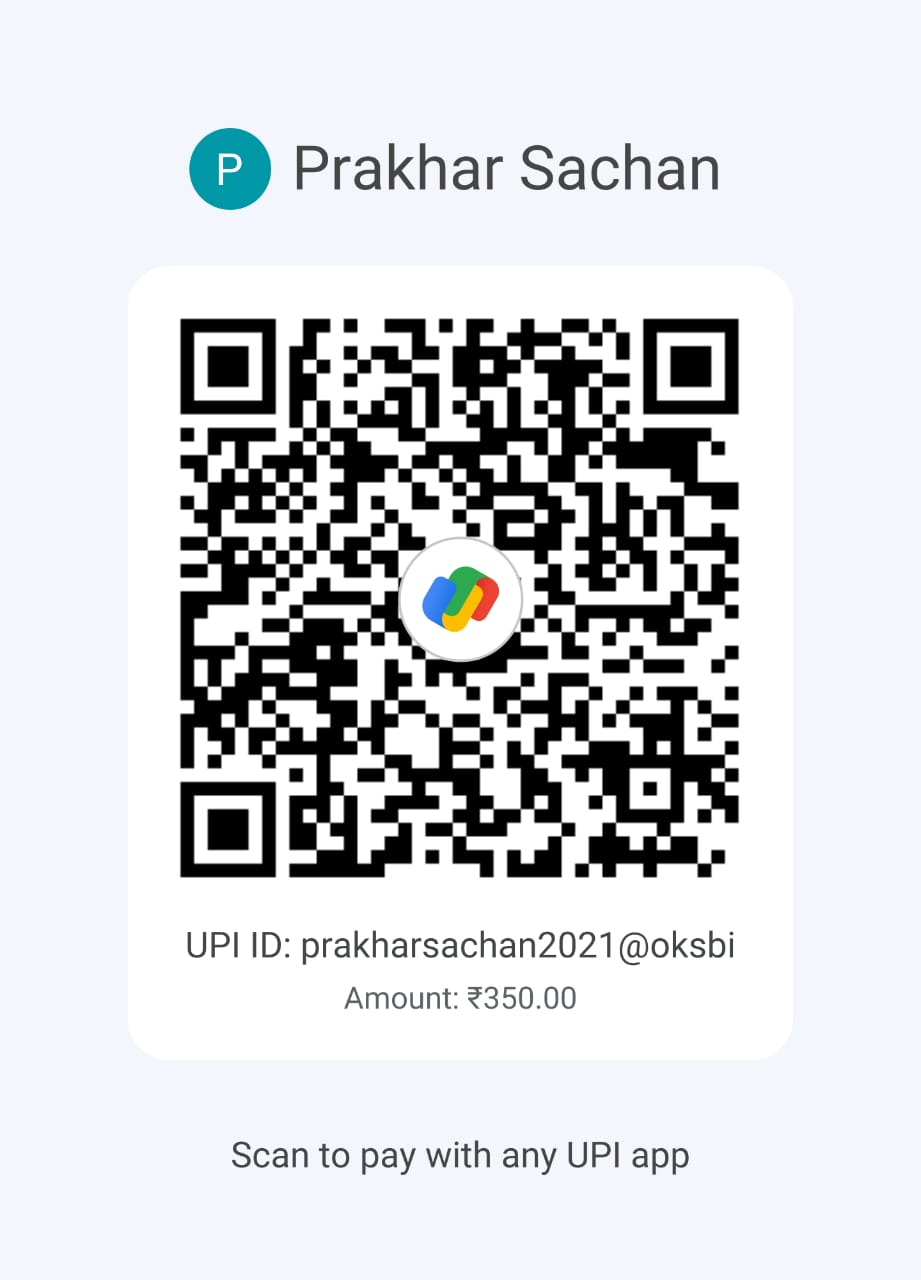 P Prakhar Sachan
UPI ID: prakharsachan2021@oksbi
Amount: ₹350.00
Scan to pay with any UPI app